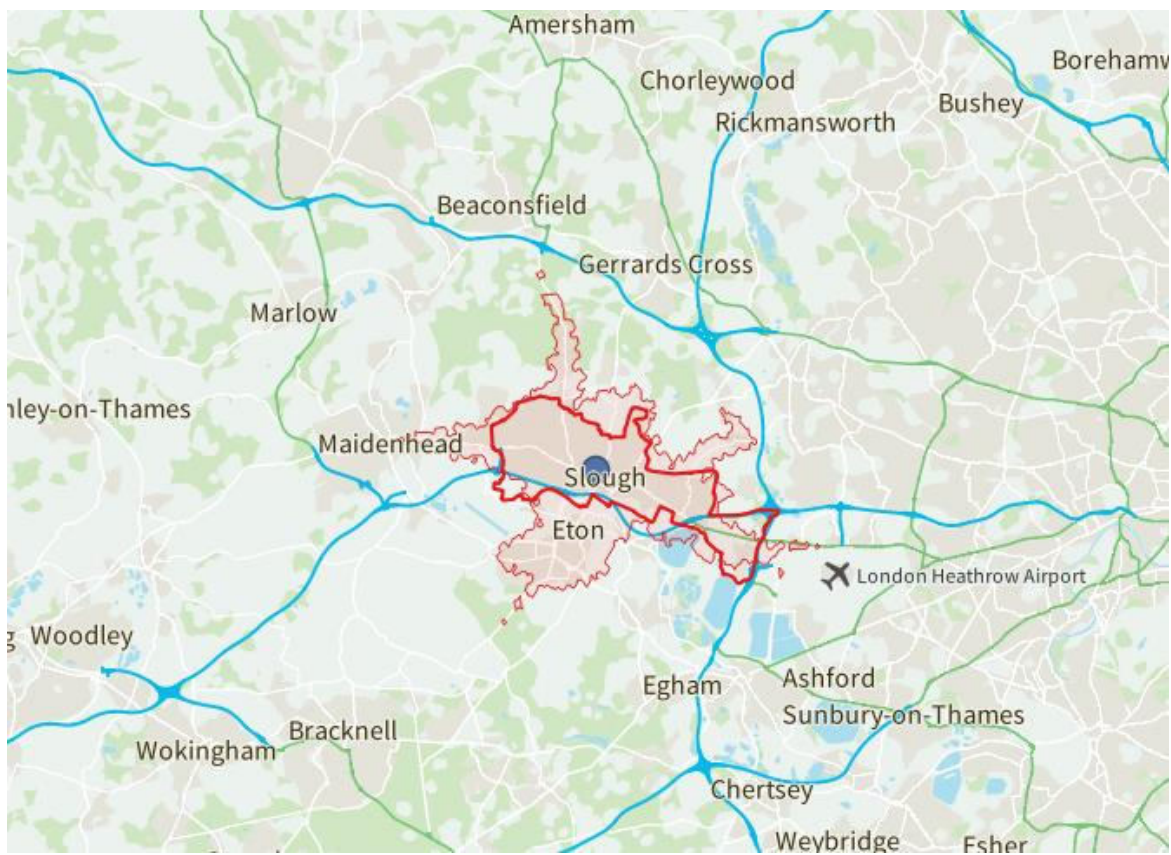 Amersham
Chorleywood
Borehamw
Bushey
Rickmansworth
Beaconsfield
Gerrards Cross
Marlow
nley-on-Thames
Maidenhead
Slough
Eton
London Heathrow Airport
g Woodley
Egham
Ashford
Sunbury-on-Thames
Bracknell
Wokingham
Chertsey
Weybridge
Esher